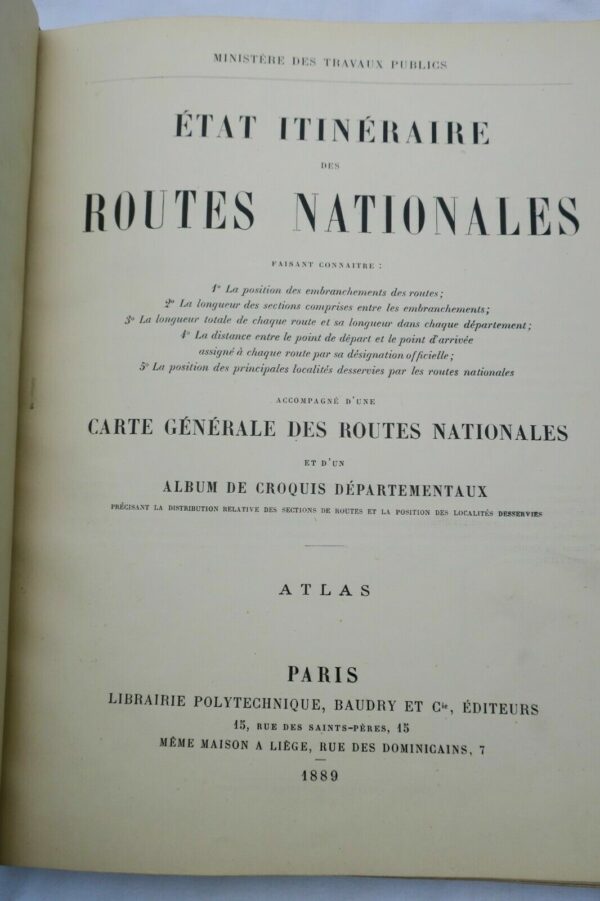 MINISTÈRE DES TRAVAUX PUBLICS
ÉTAT ITINÉRAIRE
DES
ROUTES NATIONALES
FAISANT CONNAITRE :
1° La position des embranchements des routes;
2° La longueur des sections comprises entre les embranchements;
3° La longueur totale de chaque route et sa longueur dans chaque département;
4° La distance entre le point de départ et le point d'arrivée
assigné à chaque route par sa désignation officielle;
5° La position des principales localités desservies par les routes nationales
ACCOMPAGNÉ D'UNE
CARTE GÉNÉRALE DES ROUTES NATIONALES
ET D'UN
ALBUM DE CROQUIS DÉPARTEMENTAUX
PRÉCISANT LA DISTRIBUTION RELATIVE DES SECTIONS DE ROUTES ET LA POSITION DES LOCALITÉS DESSERVIES
ATLAS
PARIS
LIBRAIRIE POLYTECHNIQUE, BAUDRY ET Cie, ÉDITEURS
15, RUE DES SAINTS-PÈRES, 15
MÊME MAISON A LIÈGE, RUE DES DOMINICAINS, 7
1889